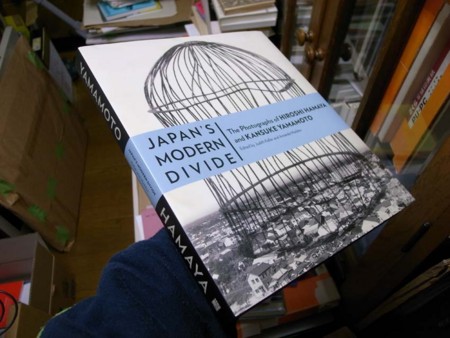 JAPAN'S
MODERN
DIVIDE
The Photographs of HIROSHI HAMAYA
and KANSUKE YAMAMOTO
YAMAMOTO
HAMAYA